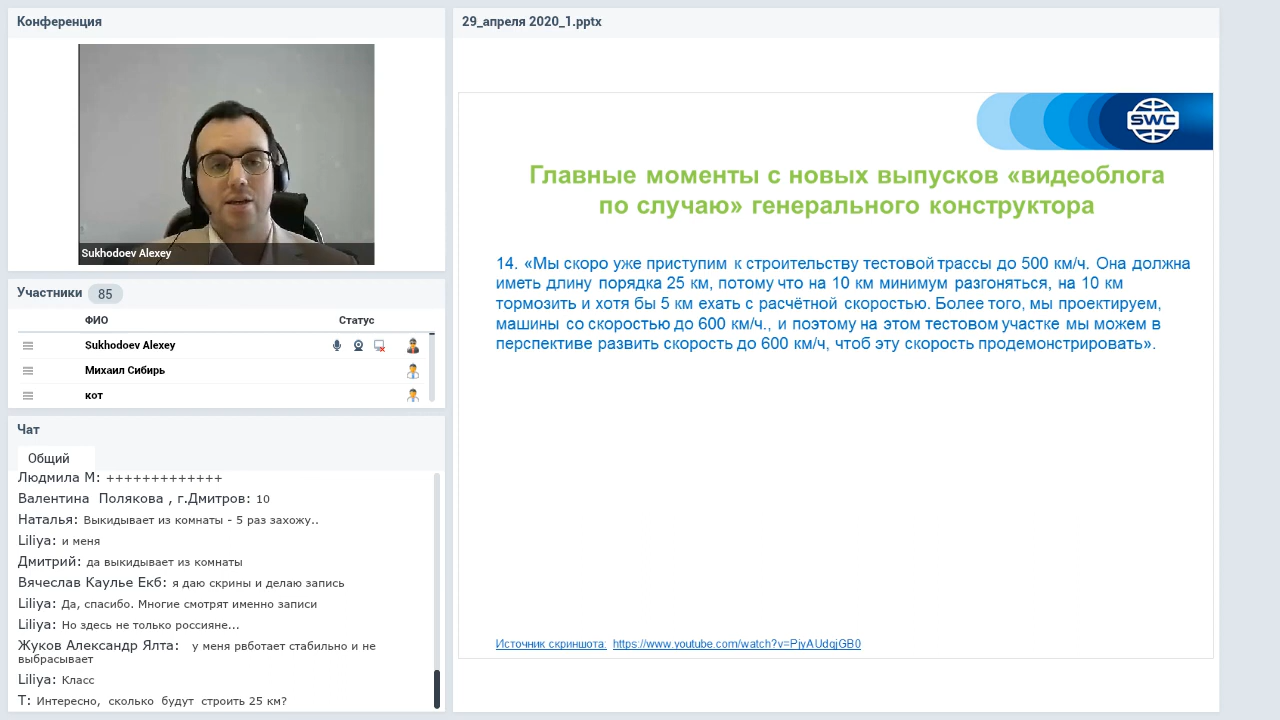 Конференция
Sukhodoev Alexey
Участники 85
ФИО Статус
Sukhodoev Alexey
Михаил Сибирь
кот
Чат
Общий
Людмила М: +++++++++++++
Валентина Полякова , г.Дмитров: 10
Наталья: Выкидывает из комнаты - 5 раз захожу..
Liliya: и меня
Дмитрий: да выкидывает из комнаты
Вячеслав Каулье Екб: я даю скрины и делаю запись
Liliya: Да, спасибо. Многие смотрят именно записи
Liliya: Но здесь не только россияне...
Жуков Александр Ялта: у меня рвботает стабильно и не
выбрасывает
Liliya: Класс
Т: Интересно, сколько будут строить 25 км?
29_апреля 2020_1.pptx
SWC
Главные моменты с новых выпусков «видеоблога
по случаю» генерального конструктора
14. «Мы скоро уже приступим к строительству тестовой трассы до 500 км/ч. Она должна
иметь длину порядка 25 км, потому что на 10 км минимум разгоняться, на 10 км
тормозить и хотя бы 5 км ехать с расчётной скоростью. Более того, мы проектируем,
машины со скоростью до 600 км/ч., и поэтому на этом тестовом участке мы можем в
перспективе развить скорость до 600 км/ч, чтоб эту скорость продемонстрировать».
Источник скриншота: https://www.youtube.com/watch?v=PjyAUdqjGB0